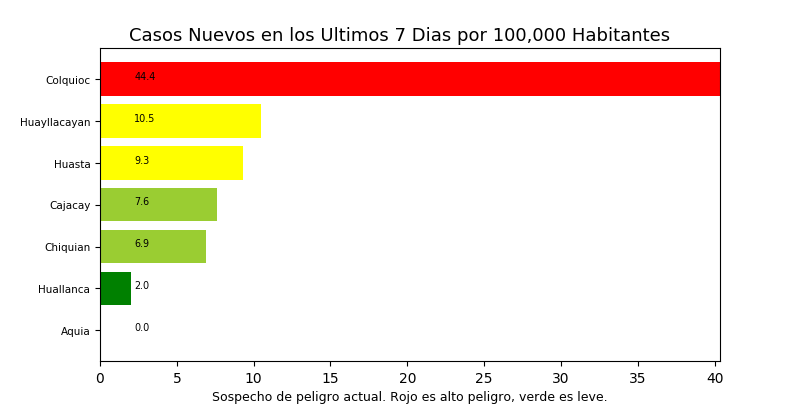 Casos Nuevos en los Ultimos 7 Dias por 100,000 Habitantes
Colquioc 44.4
Huayllacayan 10.5
Huasta 9.3
Cajacay 7.6
Chiquian 6.9
Huallanca 2.0
Aquia 0.0
0 5 10 15 20 25 30 35 40
Sospecho de peligro actual. Rojo es alto peligro, verde es leve.